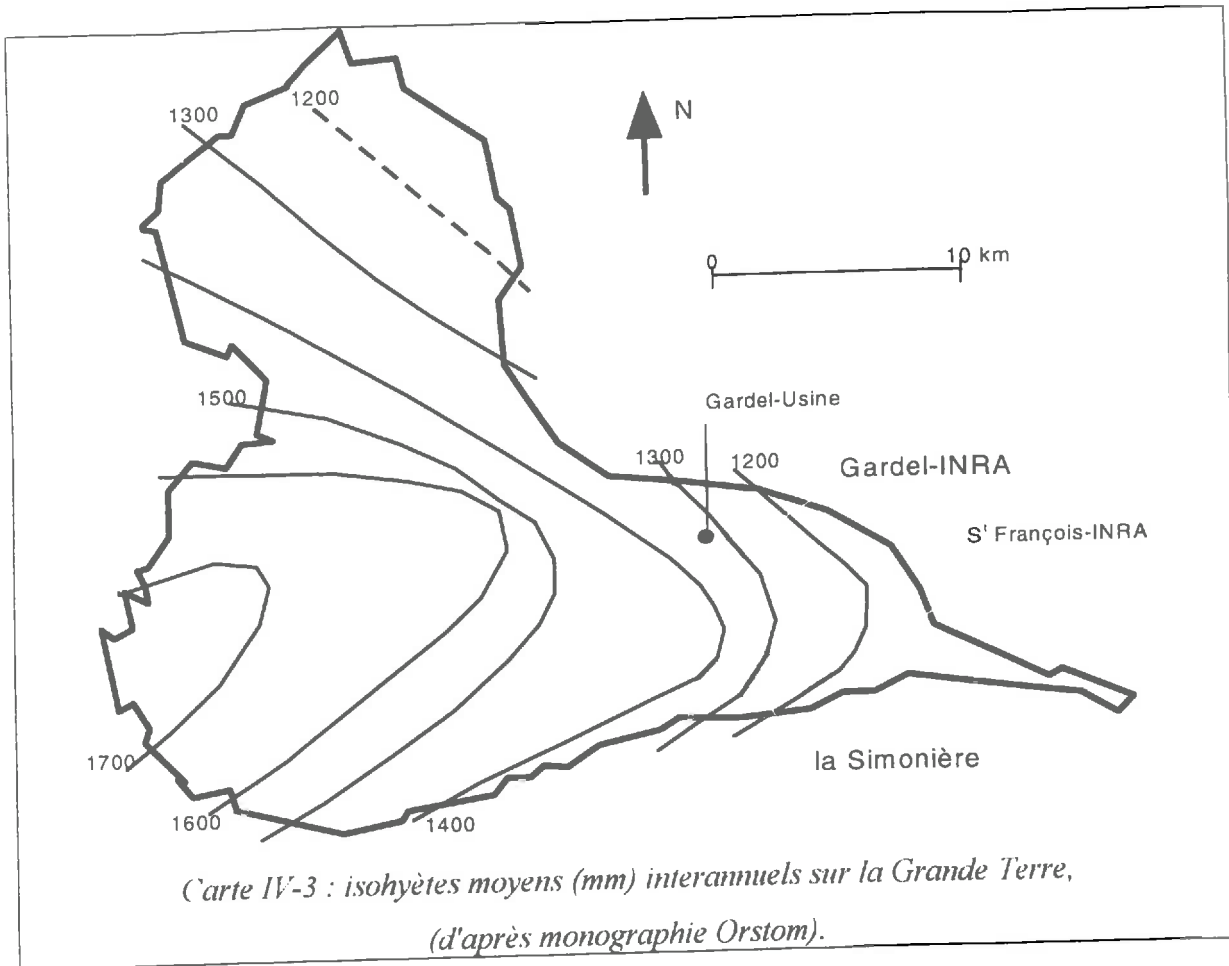 1200
1300
N
0
10 km
1500
Gardel-Usine
1300
1200
Gardel-INRA
St François-INRA
la Simonière
1700
1600
1400
Carte IV-3 : isohyètes moyens (mm) interannuels sur la Grande Terre,
(d'après monographie Orstom).